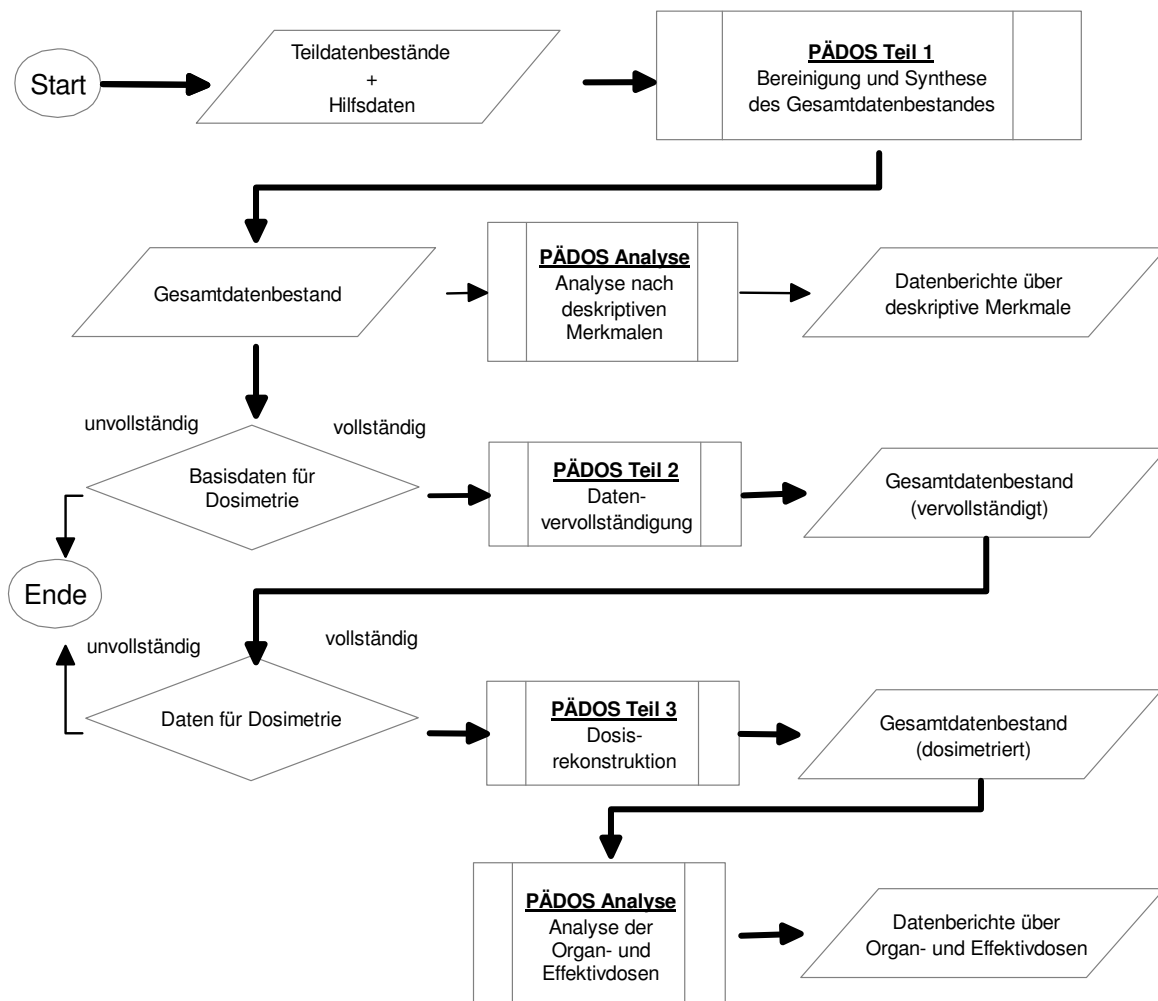 Start
Teildatenbestände
+
Hilfsdaten
PÄDOS Teil 1
Bereinigung und Synthese
des Gesamtdatenbestandes
Gesamtdatenbestand
PÄDOS Analyse
Analyse nach
deskriptiven
Merkmalen
Datenberichte über
deskriptive Merkmale
unvollständig
vollständig
Basisdaten für
Dosimetrie
PÄDOS Teil 2
Daten-
vervollständigung
Gesamtdatenbestand
(vervollständigt)
Ende
unvollständig
vollständig
Daten für Dosimetrie
PÄDOS Teil 3
Dosis-
rekonstruktion
Gesamtdatenbestand
(dosimetriert)
PÄDOS Analyse
Analyse der
Organ- und
Effektivdosen
Datenberichte über
Organ- und Effektivdosen